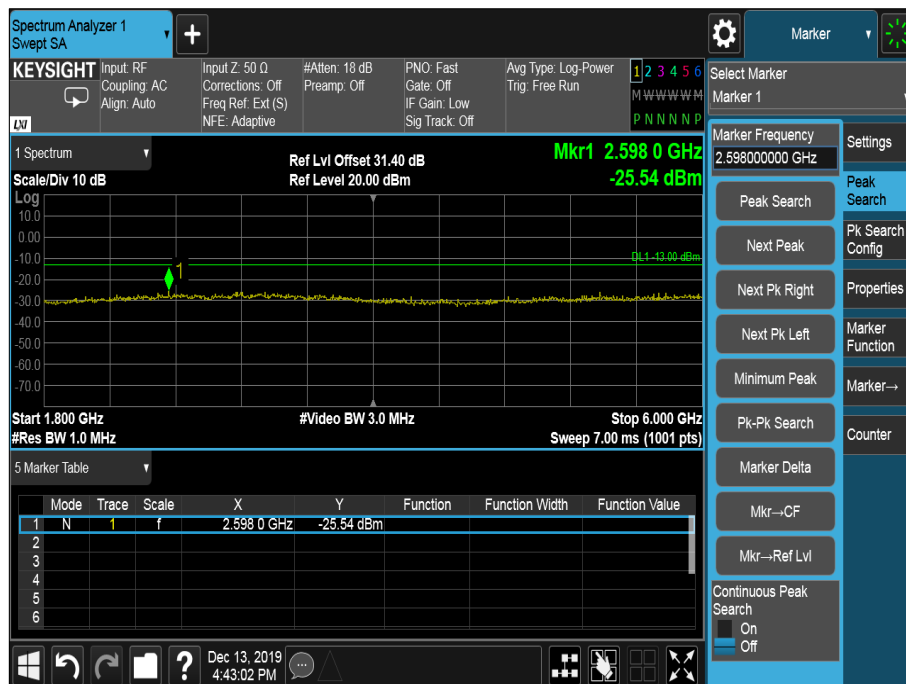 Spectrum Analyzer 1
Swept SA
Marker
KEYSIGHT
Input: RF
Coupling: AC
Align: Auto
Input Z: 50 Ω
Corrections: Off
Freq Ref: Ext (S)
NFE: Adaptive
#Atten: 18 dB
Preamp: Off
PNO: Fast
Gate: Off
IF Gain: Low
Sig Track: Off
Avg Type: Log-Power
Trig: Free Run
1 2 3 4 5 6
M W W W W M
P N N N N P
LXI
Select Marker
Marker 1
1 Spectrum
Scale/Div 10 dB
Ref Lvl Offset 31.40 dB
Ref Level 20.00 dBm
Mkr1 2.598 0 GHz
-25.54 dBm
Log
10.0
0.00
-10.0
-20.0
-30.0
-40.0
-50.0
-60.0
-70.0
DL1 -13.00 dBm
1
Start 1.800 GHz
#Res BW 1.0 MHz
#Video BW 3.0 MHz
Stop 6.000 GHz
Sweep 7.00 ms (1001 pts)
5 Marker Table
Mode Trace Scale X Y Function Function Width Function Value
1 N 1 f 2.598 0 GHz -25.54 dBm
2
3
4
5
6
Marker Frequency
2.598000000 GHz
Peak Search
Next Peak
Next Pk Right
Next Pk Left
Minimum Peak
Pk-Pk Search
Marker Delta
Mkr→CF
Mkr→Ref Lvl
Continuous Peak
Search
On
Off
Settings
Peak
Search
Pk Search
Config
Properties
Marker
Function
Marker→
Counter
?
Dec 13, 2019
4:43:02 PM